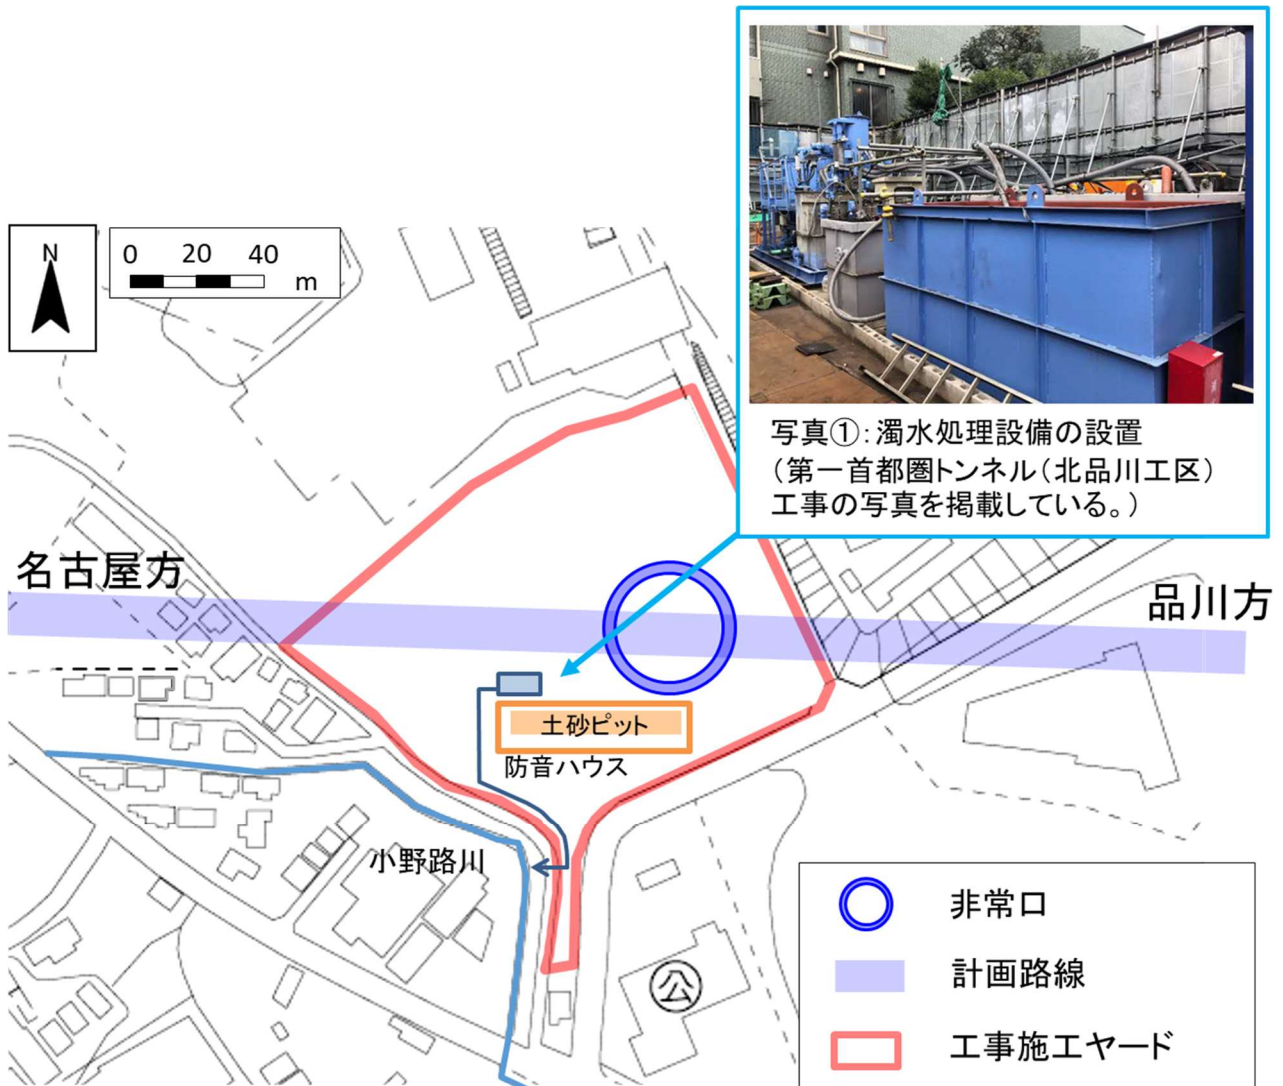 写真①：濁水処理設備の設置
（第一首都圏トンネル（北品川工区）
工事の写真を掲載している。）
N
0 20 40
m
名古屋方
品川方
土砂ピット
防音ハウス
小野路川
公
非常口
計画路線
工事施工ヤード